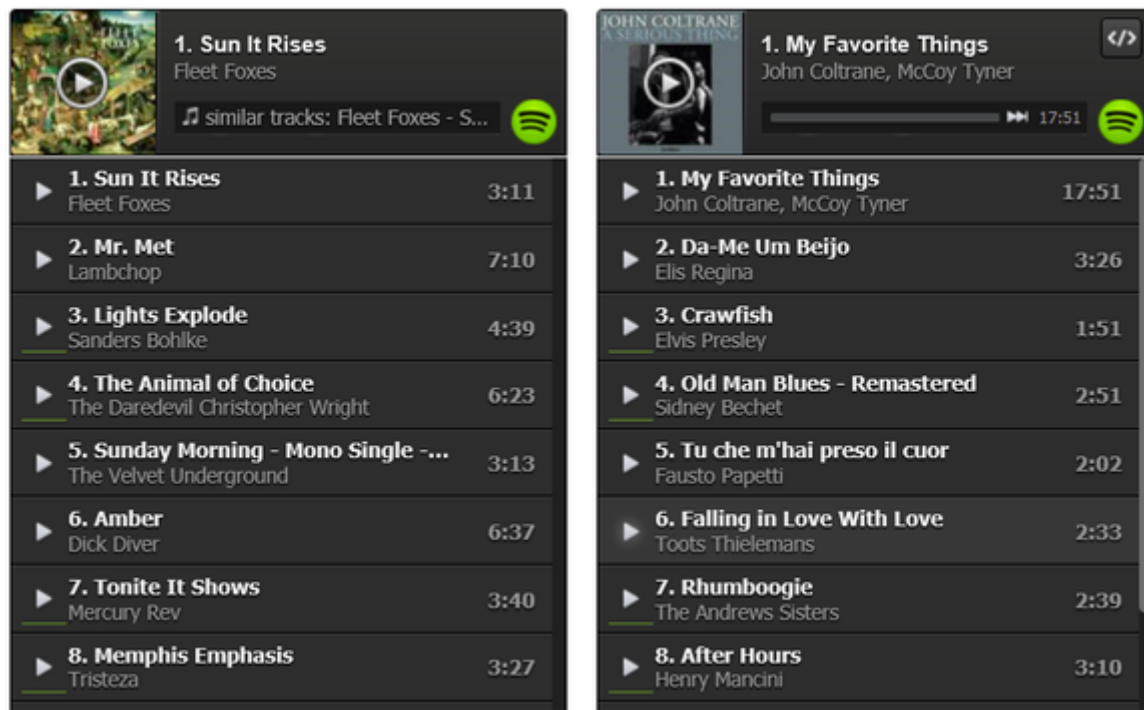 FLEET FOXES
1. Sun It Rises
Fleet Foxes
similar tracks: Fleet Foxes - S...
1. Sun It Rises
3:11
Fleet Foxes
2. Mr. Met
7:10
Lambchop
3. Lights Explode
4:39
Sanders Bohlke
4. The Animal of Choice
6:23
The Daredevil Christopher Wright
5. Sunday Morning - Mono Single -...
3:13
The Velvet Underground
6. Amber
6:37
Dick Diver
7. Tonite It Shows
3:40
Mercury Rev
8. Memphis Emphasis
3:27
Tristeza
JOHN COLTRANE
A SERIOUS THING
1. My Favorite Things
</>
John Coltrane, McCoy Tyner
17:51
1. My Favorite Things
17:51
John Coltrane, McCoy Tyner
2. Da-Me Um Beijo
3:26
Elis Regina
3. Crawfish
1:51
Elvis Presley
4. Old Man Blues - Remastered
2:51
Sidney Bechet
5. Tu che m'hai preso il cuor
2:02
Fausto Papetti
6. Falling in Love With Love
2:33
Toots Thielemans
7. Rhumboogie
2:39
The Andrews Sisters
8. After Hours
3:10
Henry Mancini